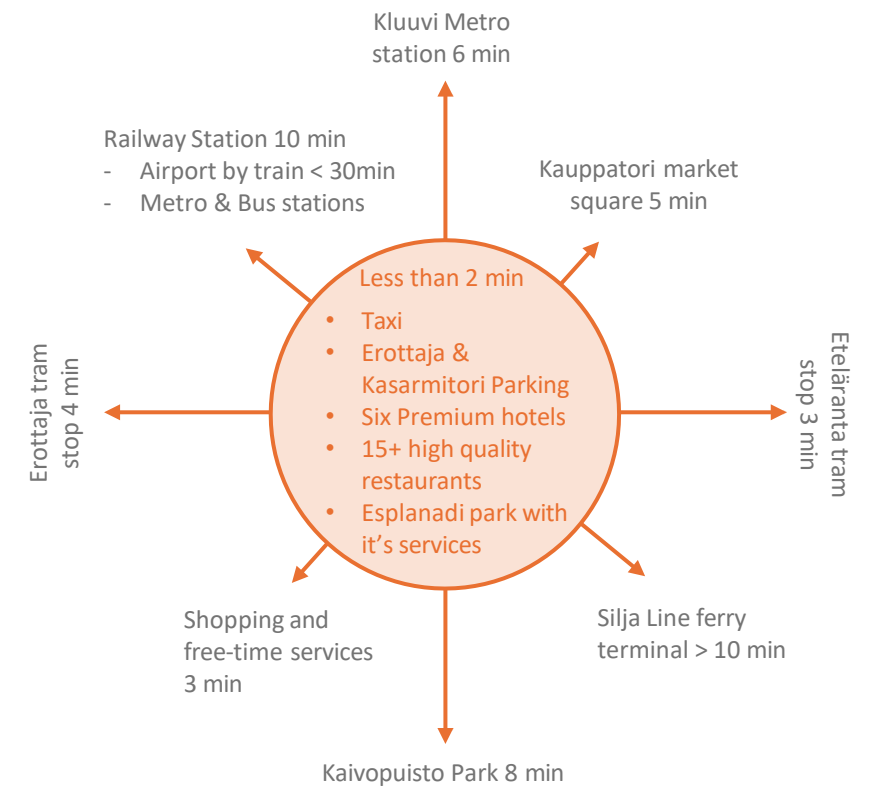 Kluuvi Metro
station 6 min
Railway Station 10 min
- Airport by train < 30min
- Metro & Bus stations
Kauppatori market
square 5 min
Less than 2 min
• Taxi
• Erottaja &
Kasarmitori Parking
• Six Premium hotels
• 15+ high quality
restaurants
• Esplanadi park with
it's services
Erottaja tram
stop 4 min
Eteläranta tram
stop 3 min
Shopping and
free-time services
3 min
Silja Line ferry
terminal > 10 min
Kaivopuisto Park 8 min